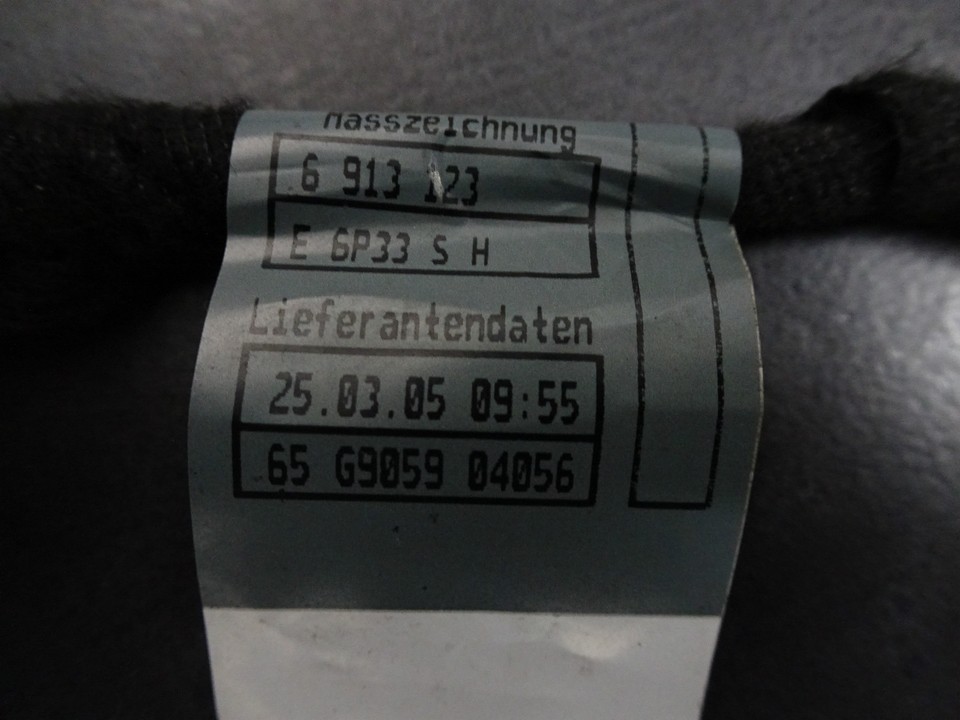 Masszeichnung
6 913 123
E 6P33 S H
Lieferantendaten
25.03.05 09:55
65 G9059 04056